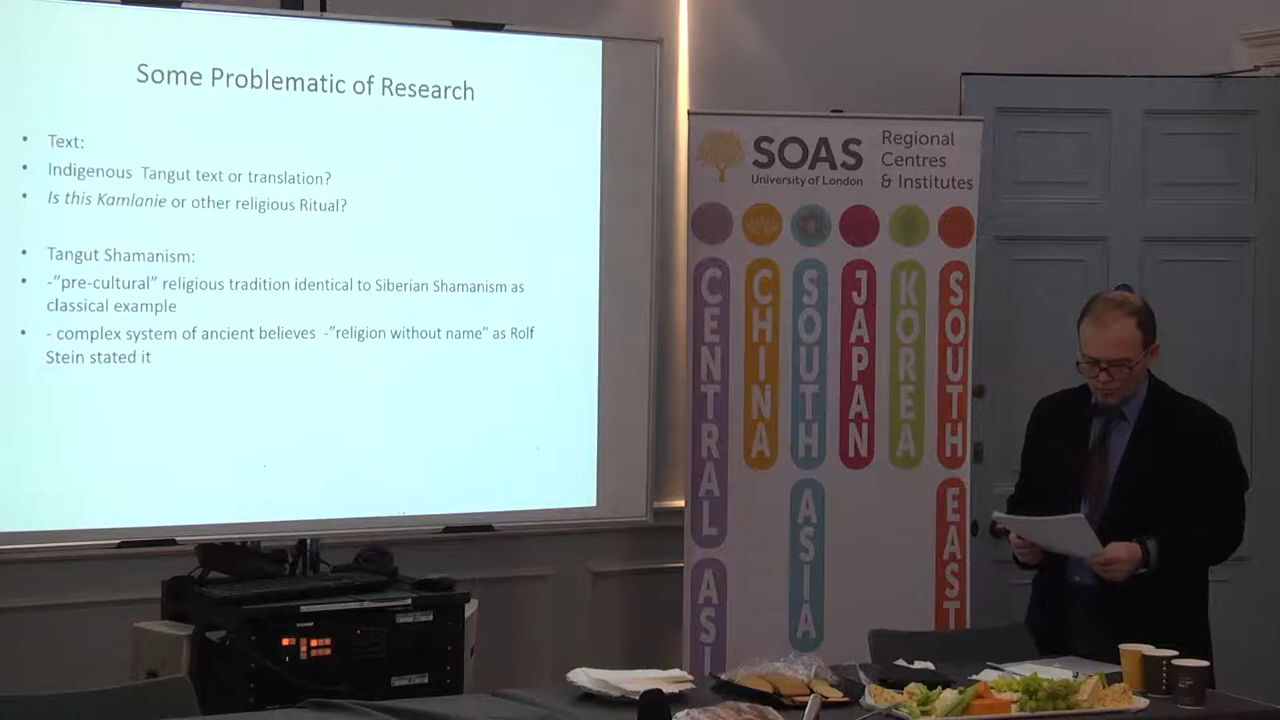 Some Problematic of Research
• Text:
• Indigenous Tangut text or translation?
• Is this Kamlanie or other religious Ritual?
• Tangut Shamanism:
• -“pre-cultural” religious tradition identical to Siberian Shamanism as
classical example
• - complex system of ancient believes -”religion without name” as Rolf
Stein stated it
SOAS
University of London
Regional
Centres
& Institutes
CENTRAL ASI
CHINA
SOUTH ASIA
JAPAN
KOREA
SOUTH EAST